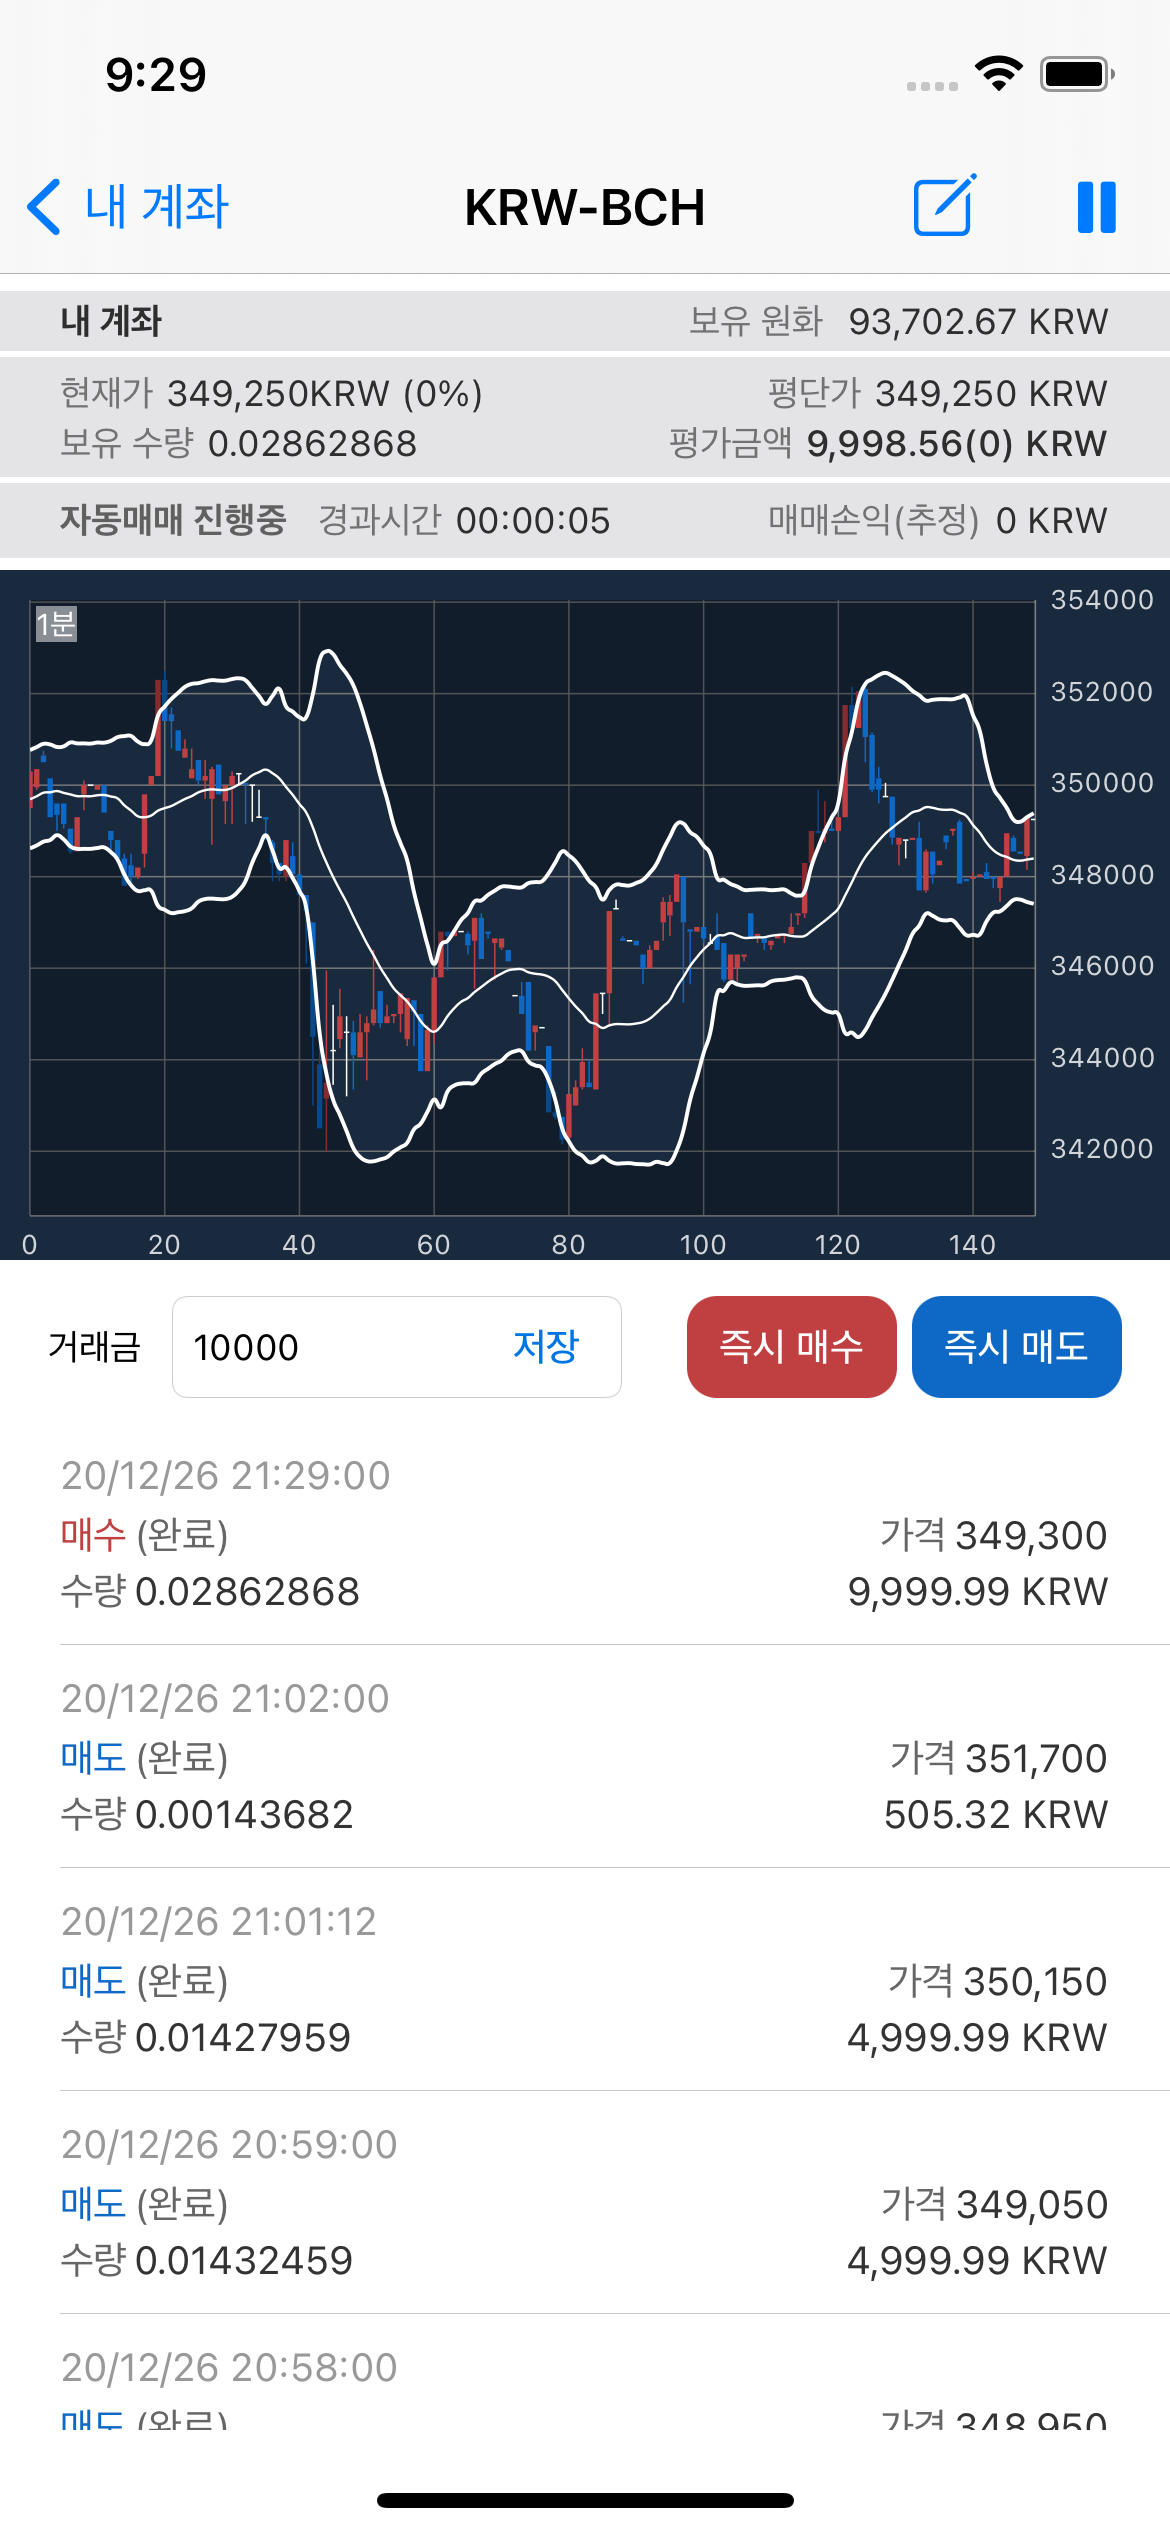 9:29
내 계좌 KRW-BCH
내 계좌 보유 원화 93,702.67 KRW
현재가 349,250KRW (0%) 평단가 349,250 KRW
보유 수량 0.02862868 평가금액 9,998.56(0) KRW
자동매매 진행중 경과시간 00:00:05 매매손익(추정) 0 KRW
1분
354000
352000
350000
348000
346000
344000
342000
0 20 40 60 80 100 120 140
거래금 10000 저장 즉시 매수 즉시 매도
20/12/26 21:29:00
매수 (완료) 가격 349,300
수량 0.02862868 9,999.99 KRW
20/12/26 21:02:00
매도 (완료) 가격 351,700
수량 0.00143682 505.32 KRW
20/12/26 21:01:12
매도 (완료) 가격 350,150
수량 0.01427959 4,999.99 KRW
20/12/26 20:59:00
매도 (완료) 가격 349,050
수량 0.01432459 4,999.99 KRW
20/12/26 20:58:00
매도 (완료) 가격 348,950